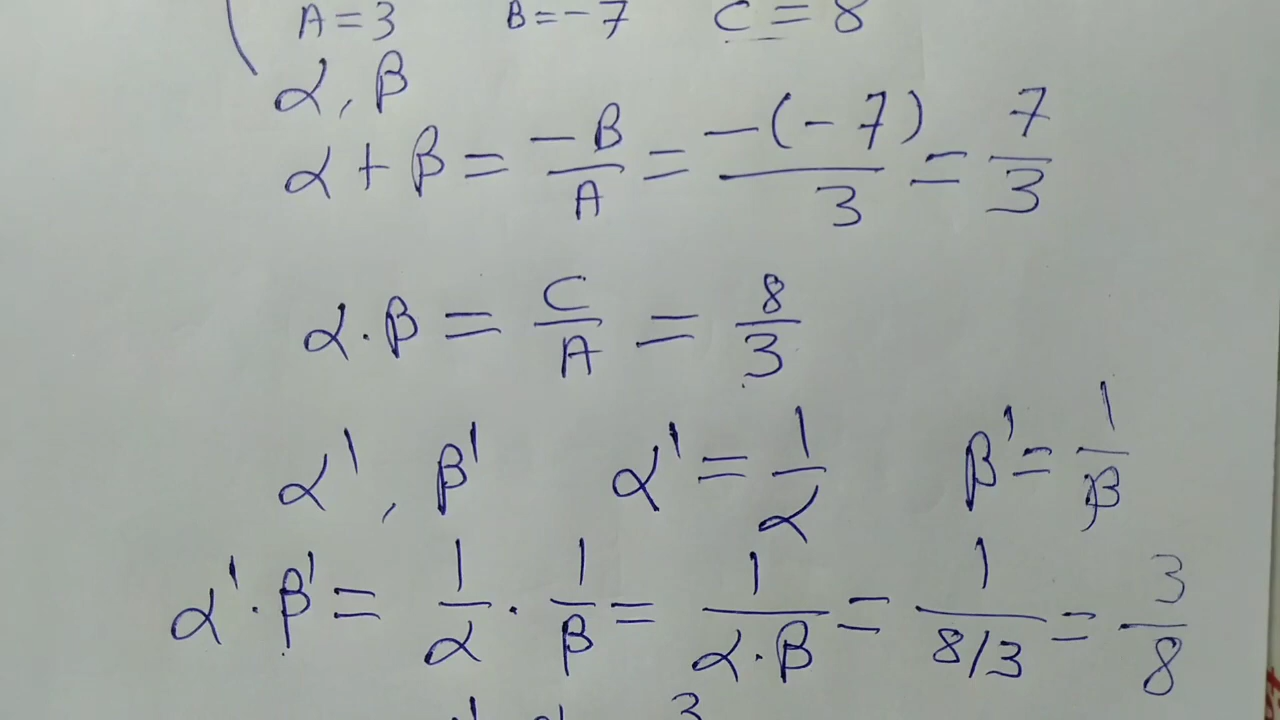 A = 3 B = -7 C = 8
α, β
α + β = -B/A = -(-7)/3 = 7/3
α · β = C/A = 8/3
α', β' α' = 1/α β' = 1/β
α' · β' = 1/α · 1/β = 1/(α · β) = 1/(8/3) = 3/8